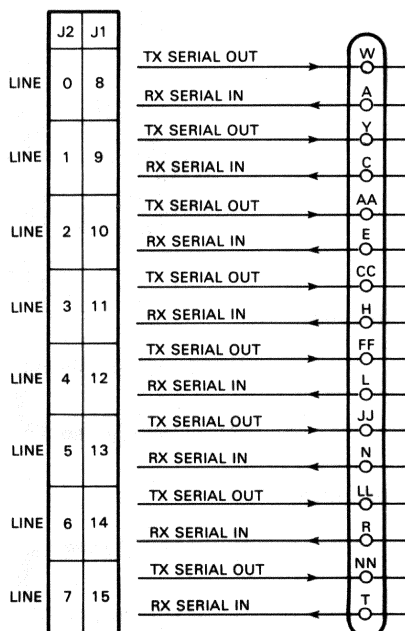 J2 J1
TX SERIAL OUT W
LINE 0 8
RX SERIAL IN A
TX SERIAL OUT Y
LINE 1 9
RX SERIAL IN C
TX SERIAL OUT AA
LINE 2 10
RX SERIAL IN E
TX SERIAL OUT CC
LINE 3 11
RX SERIAL IN H
TX SERIAL OUT FF
LINE 4 12
RX SERIAL IN L
TX SERIAL OUT JJ
LINE 5 13
RX SERIAL IN N
TX SERIAL OUT LL
LINE 6 14
RX SERIAL IN R
TX SERIAL OUT NN
LINE 7 15
RX SERIAL IN T